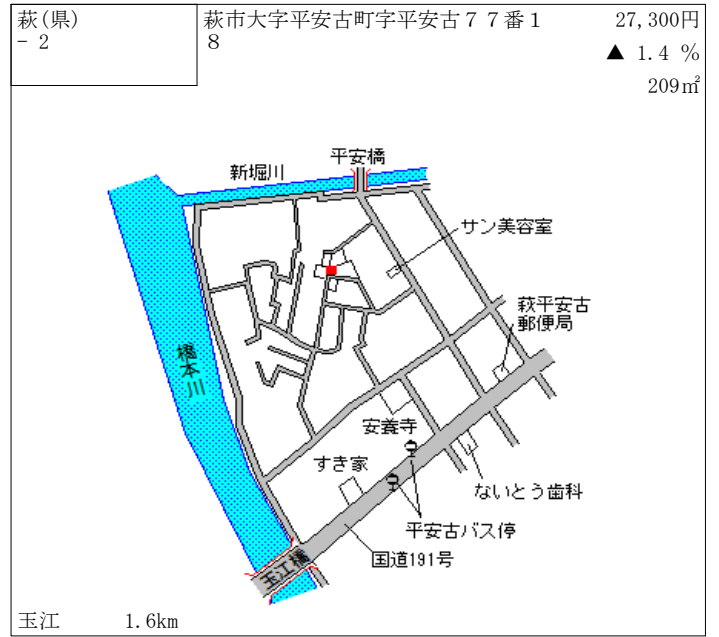 萩(県)
- 2
萩市大字平安古町字平安古７７番１
８
27,300円
▲ 1.4 %
209㎡
平安橋
新堀川
サン美容室
萩平安古
郵便局
橋本川
安養寺
すき家
ないとう歯科
平安古バス停
国道191号
玉江橋
玉江 1.6km